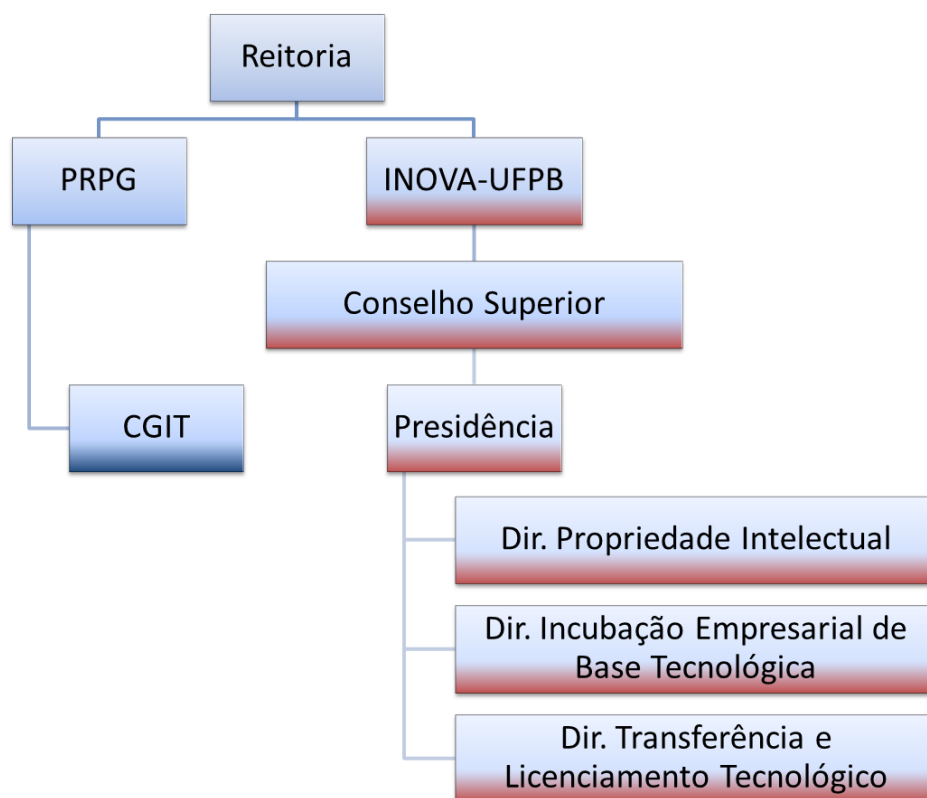 Reitoria
PRPG
INOVA-UFPB
Conselho Superior
CGIT
Presidência
Dir. Propriedade Intelectual
Dir. Incubação Empresarial de
Base Tecnológica
Dir. Transferência e
Licenciamento Tecnológico